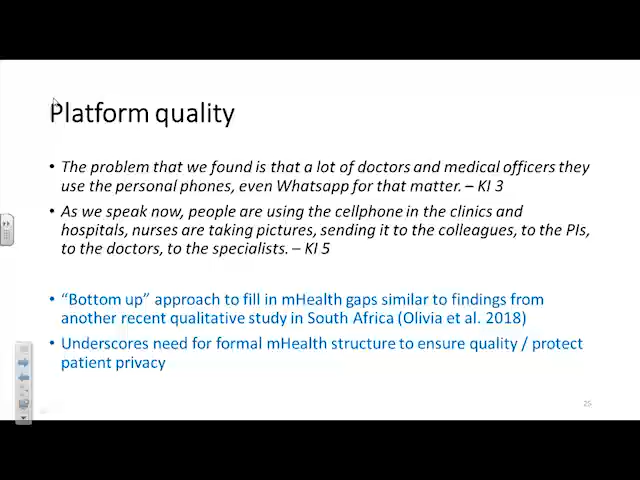 Platform quality
• The problem that we found is that a lot of doctors and medical officers they
use the personal phones, even Whatsapp for that matter. – KI 3
• As we speak now, people are using the cellphone in the clinics and
hospitals, nurses are taking pictures, sending it to the colleagues, to the PIs,
to the doctors, to the specialists. – KI 5
• “Bottom up” approach to fill in mHealth gaps similar to findings from
another recent qualitative study in South Africa (Olivia et al. 2018)
• Underscores need for formal mHealth structure to ensure quality / protect
patient privacy
25